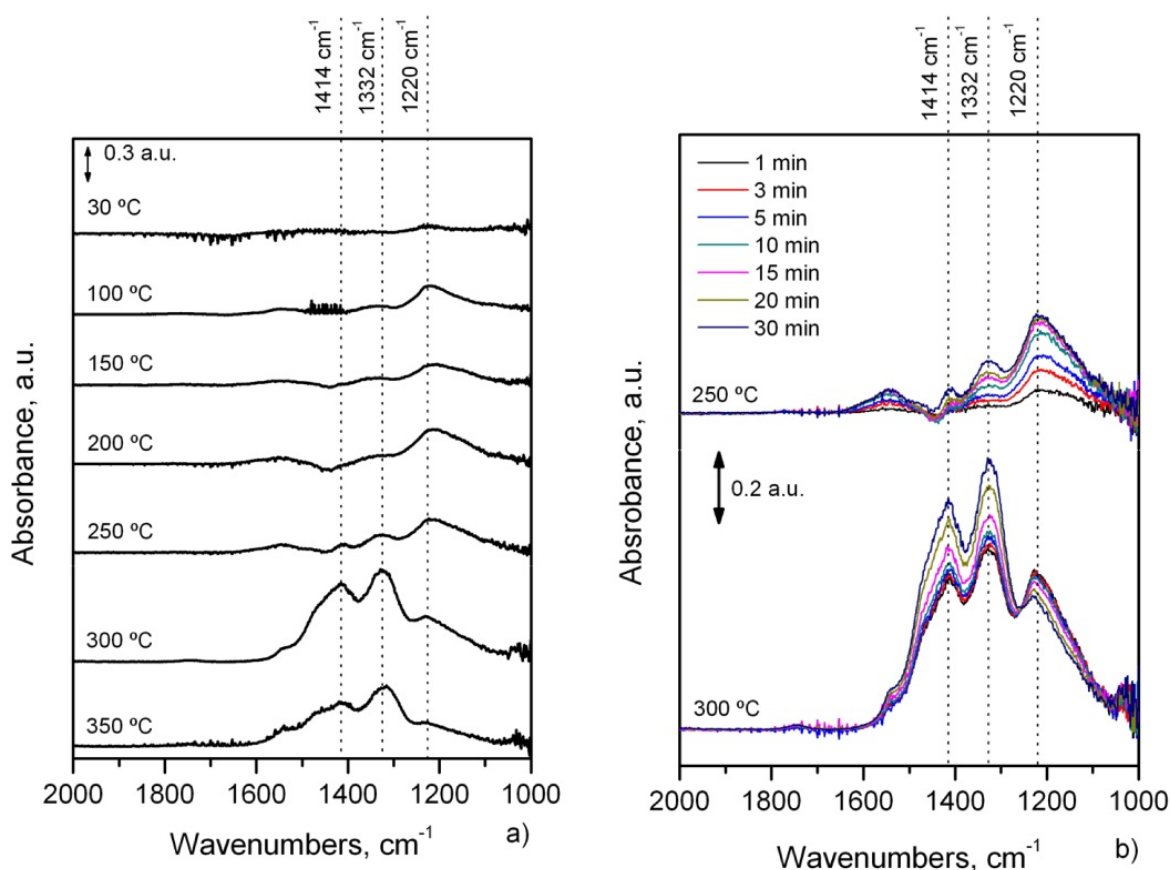 1414 cm⁻¹
1332 cm⁻¹
1220 cm⁻¹
0.3 a.u.
30 ºC
100 ºC
150 ºC
200 ºC
250 ºC
300 ºC
350 ºC
Absorbance, a.u.
2000 1800 1600 1400 1200 1000
Wavenumbers, cm⁻¹
a)
1414 cm⁻¹
1332 cm⁻¹
1220 cm⁻¹
1 min
3 min
5 min
10 min
15 min
20 min
30 min
250 ºC
0.2 a.u.
300 ºC
Absrobance, a.u.
2000 1800 1600 1400 1200 1000
Wavenumbers, cm⁻¹
b)